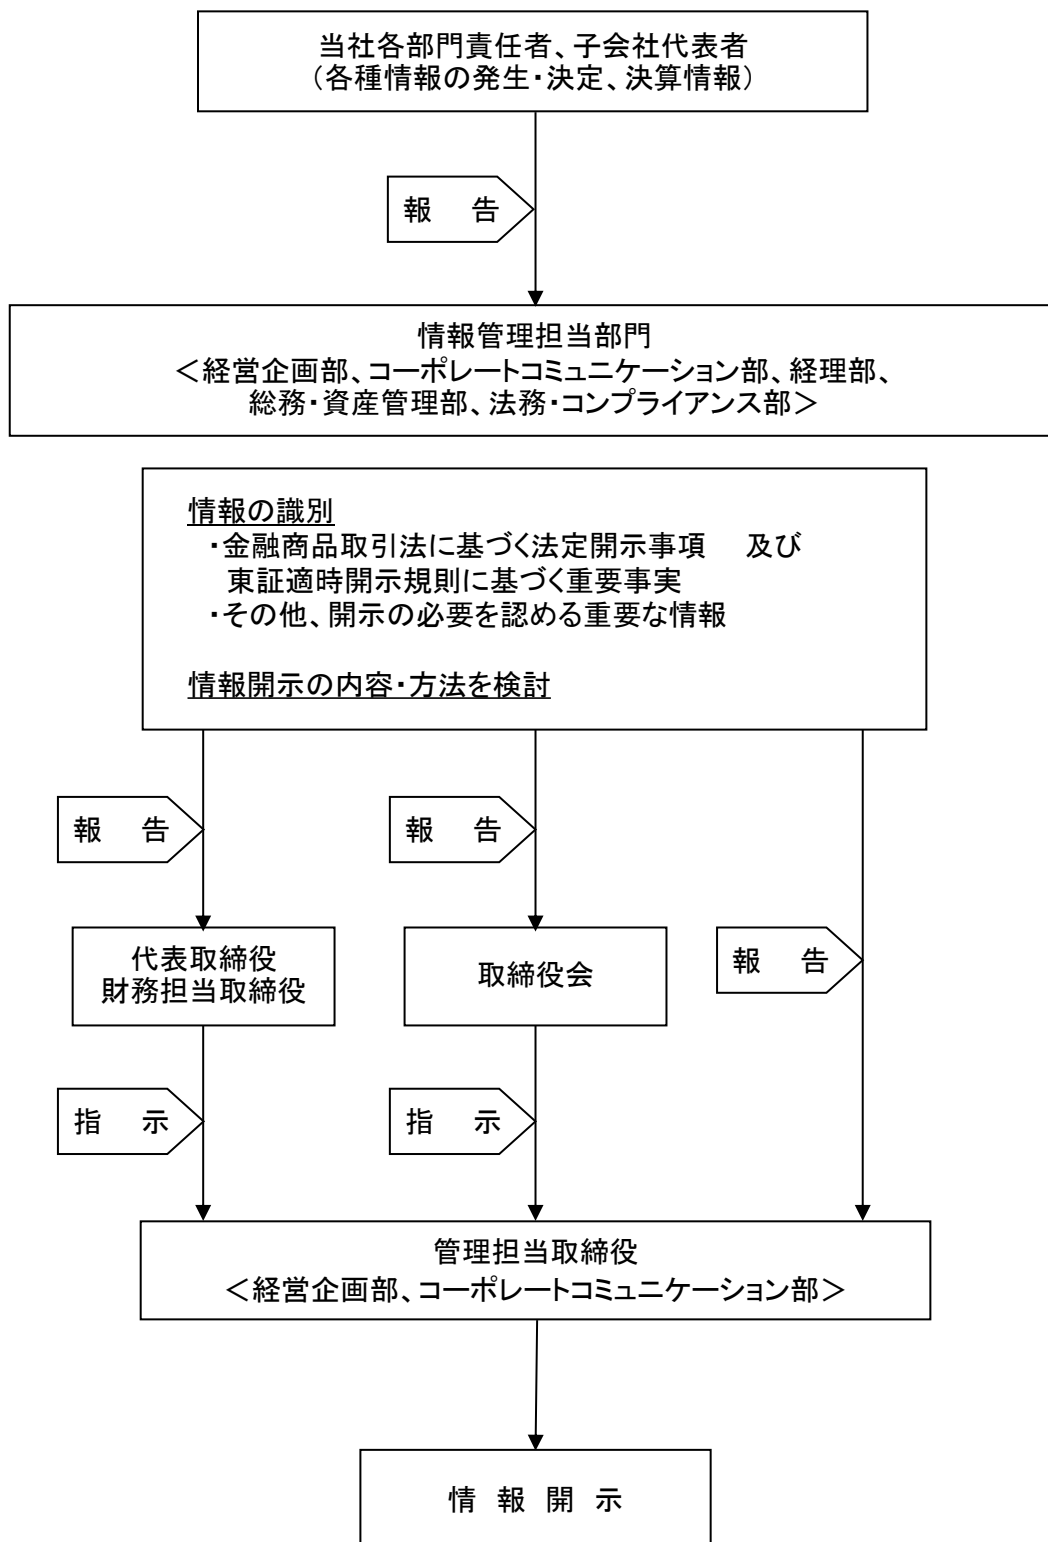 当社各部門責任者、子会社代表者
（各種情報の発生・決定、決算情報）
報　告
情報管理担当部門
＜経営企画部、コーポレートコミュニケーション部、経理部、
総務・資産管理部、法務・コンプライアンス部＞
情報の識別
・金融商品取引法に基づく法定開示事項　及び
東証適時開示規則に基づく重要事実
・その他、開示の必要を認める重要な情報
情報開示の内容・方法を検討
報　告
報　告
代表取締役
財務担当取締役
取締役会
報　告
指　示
指　示
管理担当取締役
＜経営企画部、コーポレートコミュニケーション部＞
情 報 開 示